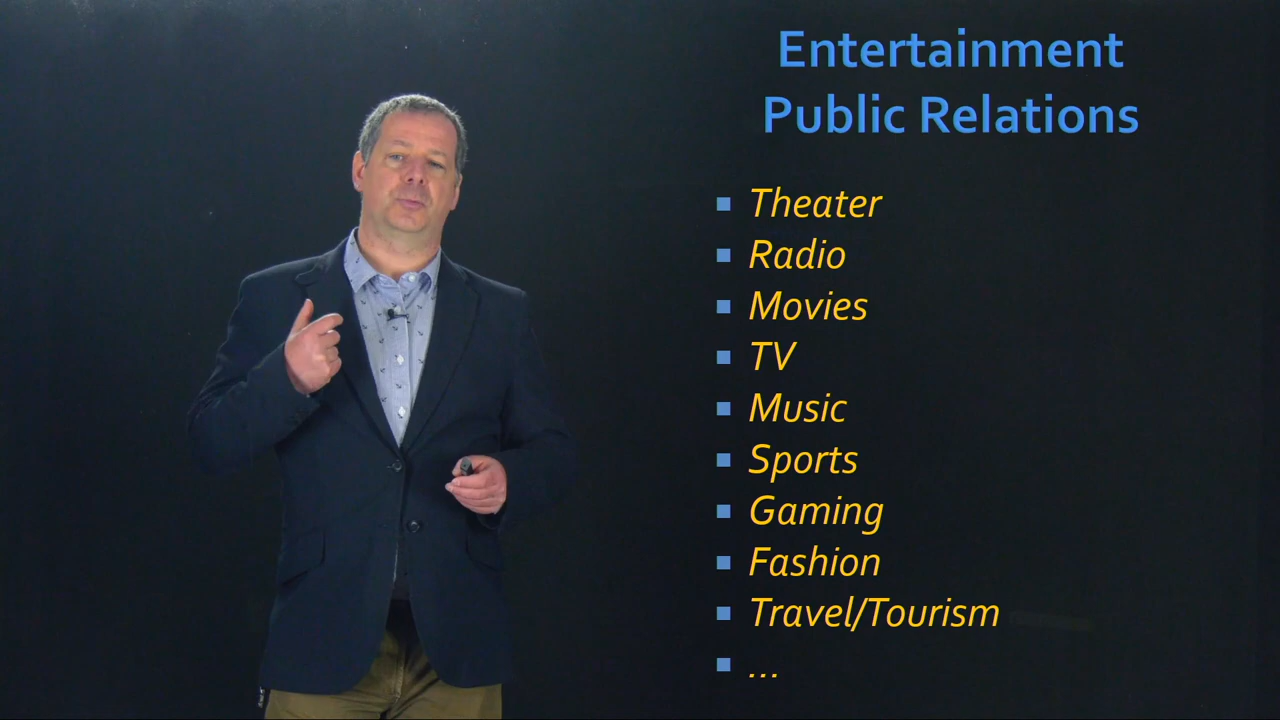 Entertainment
Public Relations
Theater
Radio
Movies
TV
Music
Sports
Gaming
Fashion
Travel/Tourism
...